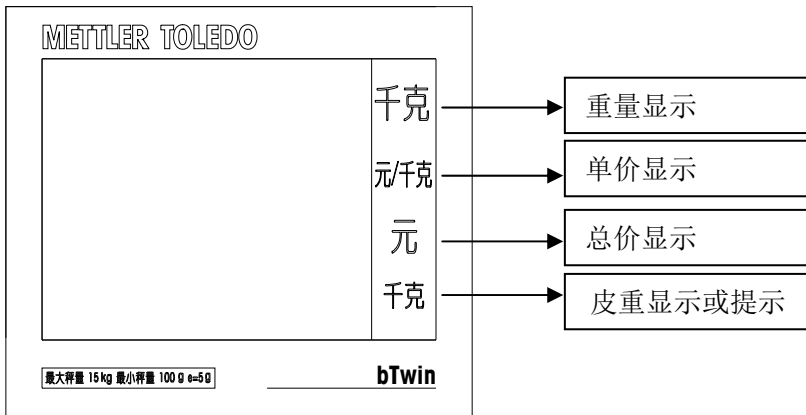 METTLER TOLEDO
千克
重量显示
元/千克
单价显示
元
总价显示
千克
皮重显示或提示
最大秤量 15kg 最小秤量 100g e=5g
bTwin